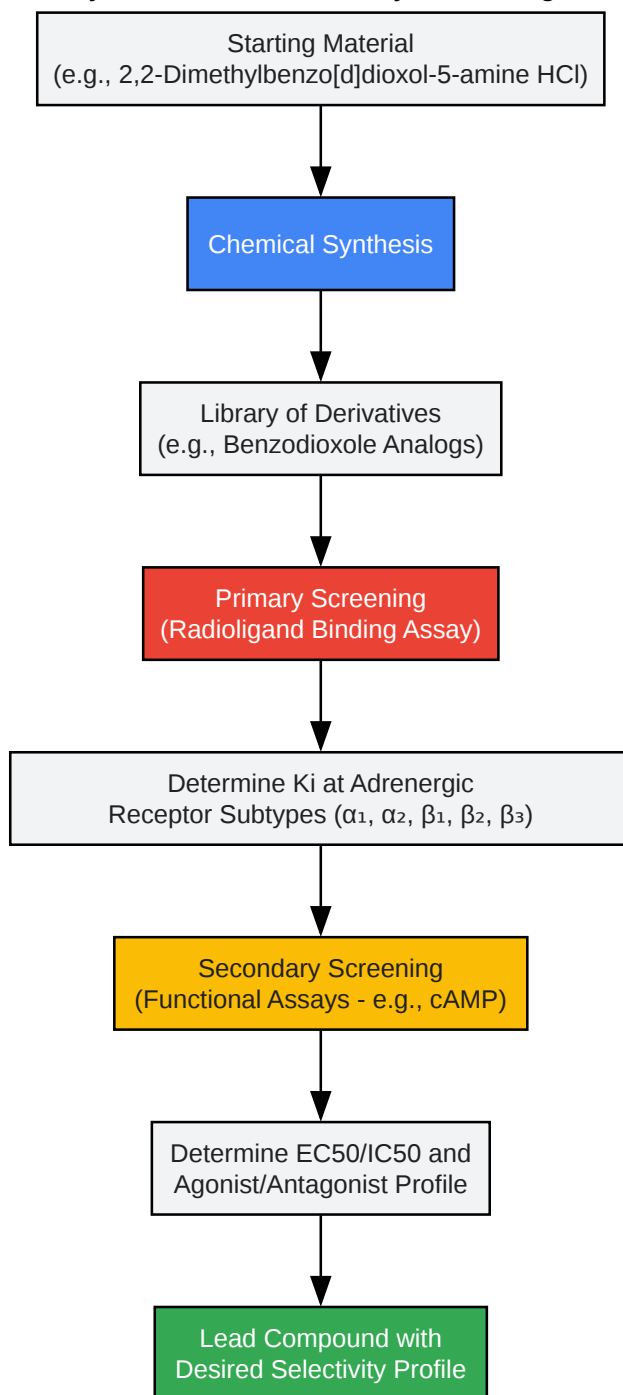 Starting Material
(e.g., 2,2-Dimethylbenzo[d]dioxol-5-amine HCl)
Chemical Synthesis
Library of Derivatives
(e.g., Benzodioxole Analogs)
Primary Screening
(Radioligand Binding Assay)
Determine Ki at Adrenergic
Receptor Subtypes (α₁, α₂, β₁, β₂, β₃)
Secondary Screening
(Functional Assays - e.g., cAMP)
Determine EC50/IC50 and
Agonist/Antagonist Profile
Lead Compound with
Desired Selectivity Profile